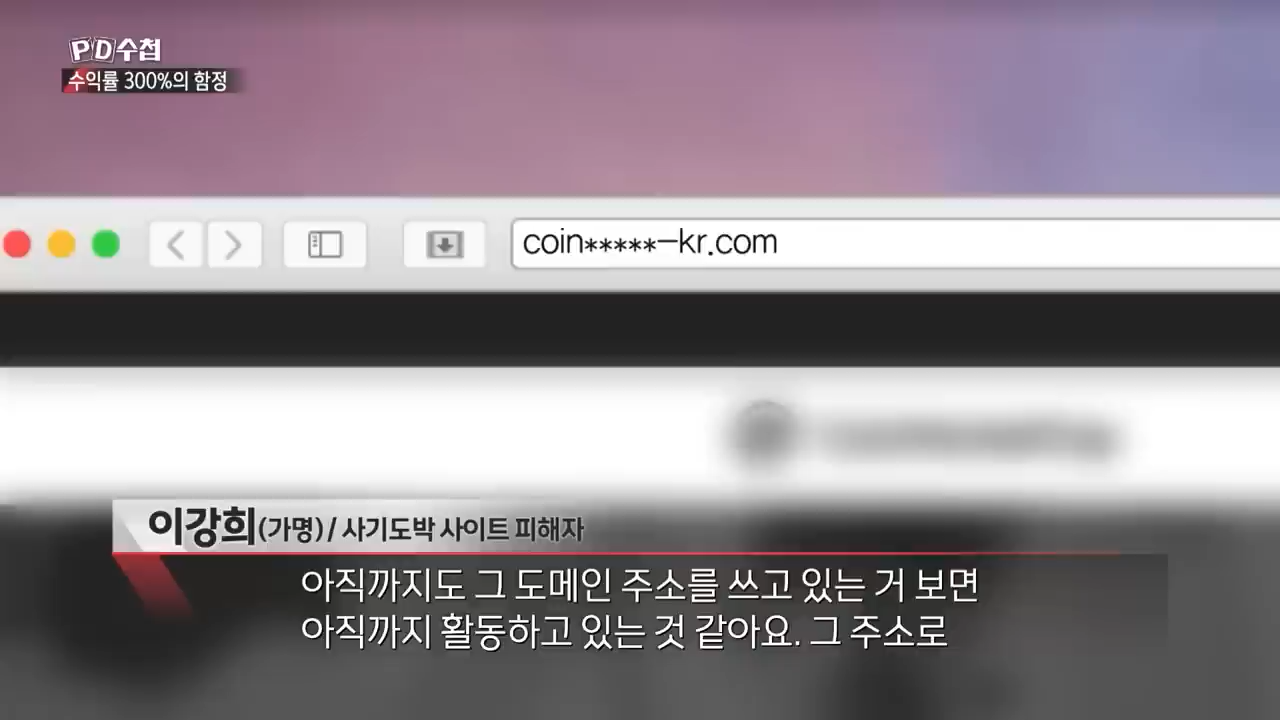 PD수첩
수익률 300%의 함정
coin*****-kr.com
이강희(가명) / 사기도박 사이트 피해자
아직까지도 그 도메인 주소를 쓰고 있는 거 보면
아직까지 활동하고 있는 것 같아요. 그 주소로